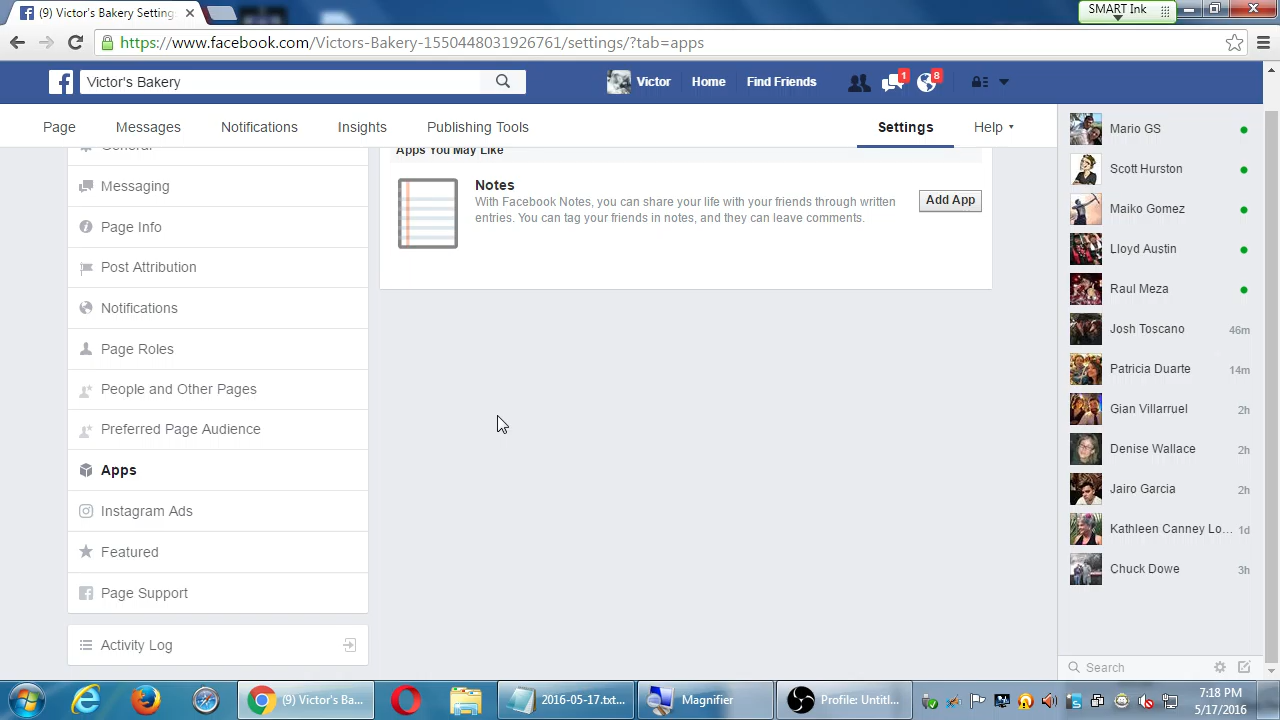 (9) Victor's Bakery Setting
SMART Ink
https://www.facebook.com/Victors-Bakery-1550448031926761/settings/?tab=apps
Victor's Bakery
Victor
Home
Find Friends
1
8
Page
Messages
Notifications
Insights
Publishing Tools
Settings
Help
General
Messaging
Page Info
Post Attribution
Notifications
Page Roles
People and Other Pages
Preferred Page Audience
Apps
Instagram Ads
Featured
Page Support
Activity Log
Apps You May Like
Notes
With Facebook Notes, you can share your life with your friends through written
entries. You can tag your friends in notes, and they can leave comments.
Add App
Mario GS
Scott Hurston
Maiko Gomez
Lloyd Austin
Raul Meza
Josh Toscano 46m
Patricia Duarte 14m
Gian Villarruel 2h
Denise Wallace 2h
Jairo Garcia 2h
Kathleen Canney Lo... 1d
Chuck Dowe 3h
Search
(9) Victor's Ba...
2016-05-17.txt...
Magnifier
Profile: Untitl...
7:18 PM
5/17/2016